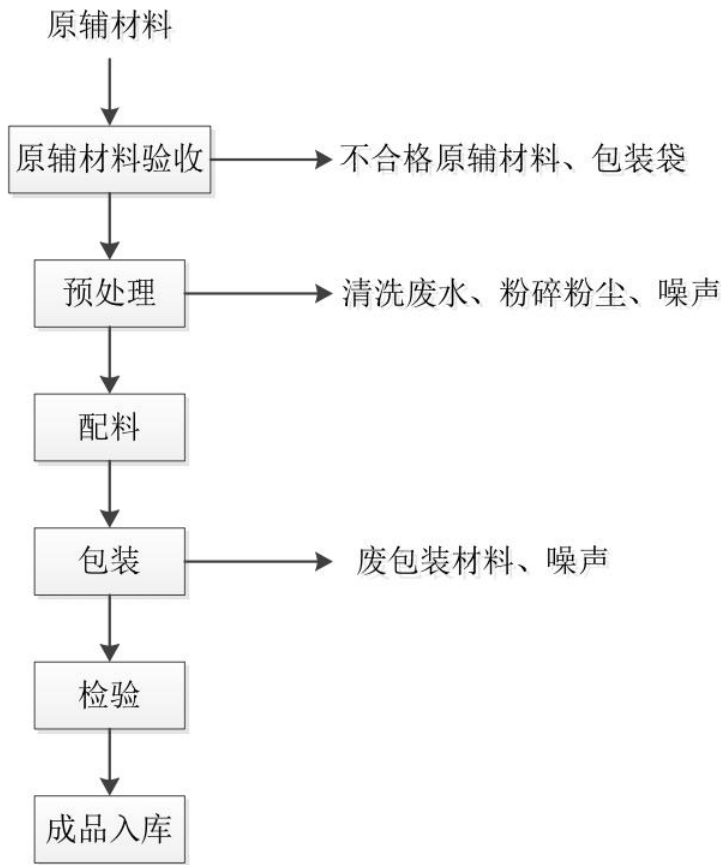 原辅材料
原辅材料验收
不合格原辅材料、包装袋
预处理
清洗废水、粉碎粉尘、噪声
配料
包装
废包装材料、噪声
检验
成品入库